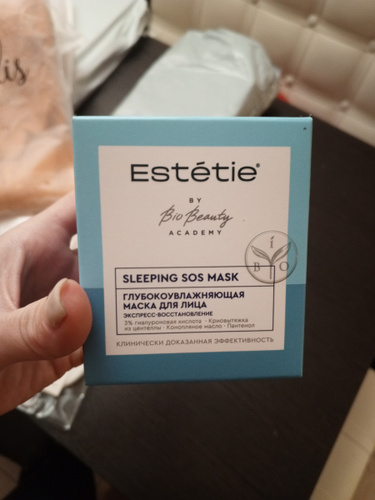 lis
Estétie®
BY
Bio Beauty
ACADEMY
Í
B O
SLEEPING SOS MASK
ГЛУБОКОУВЛАЖНЯЮЩАЯ
МАСКА ДЛЯ ЛИЦА
ЭКСПРЕСС-ВОССТАНОВЛЕНИЕ
3% гиалуроновая кислота · Криовытяжка
из центеллы · Конопляное масло · Пантенол
КЛИНИЧЕСКИ ДОКАЗАННАЯ ЭФФЕКТИВНОСТЬ